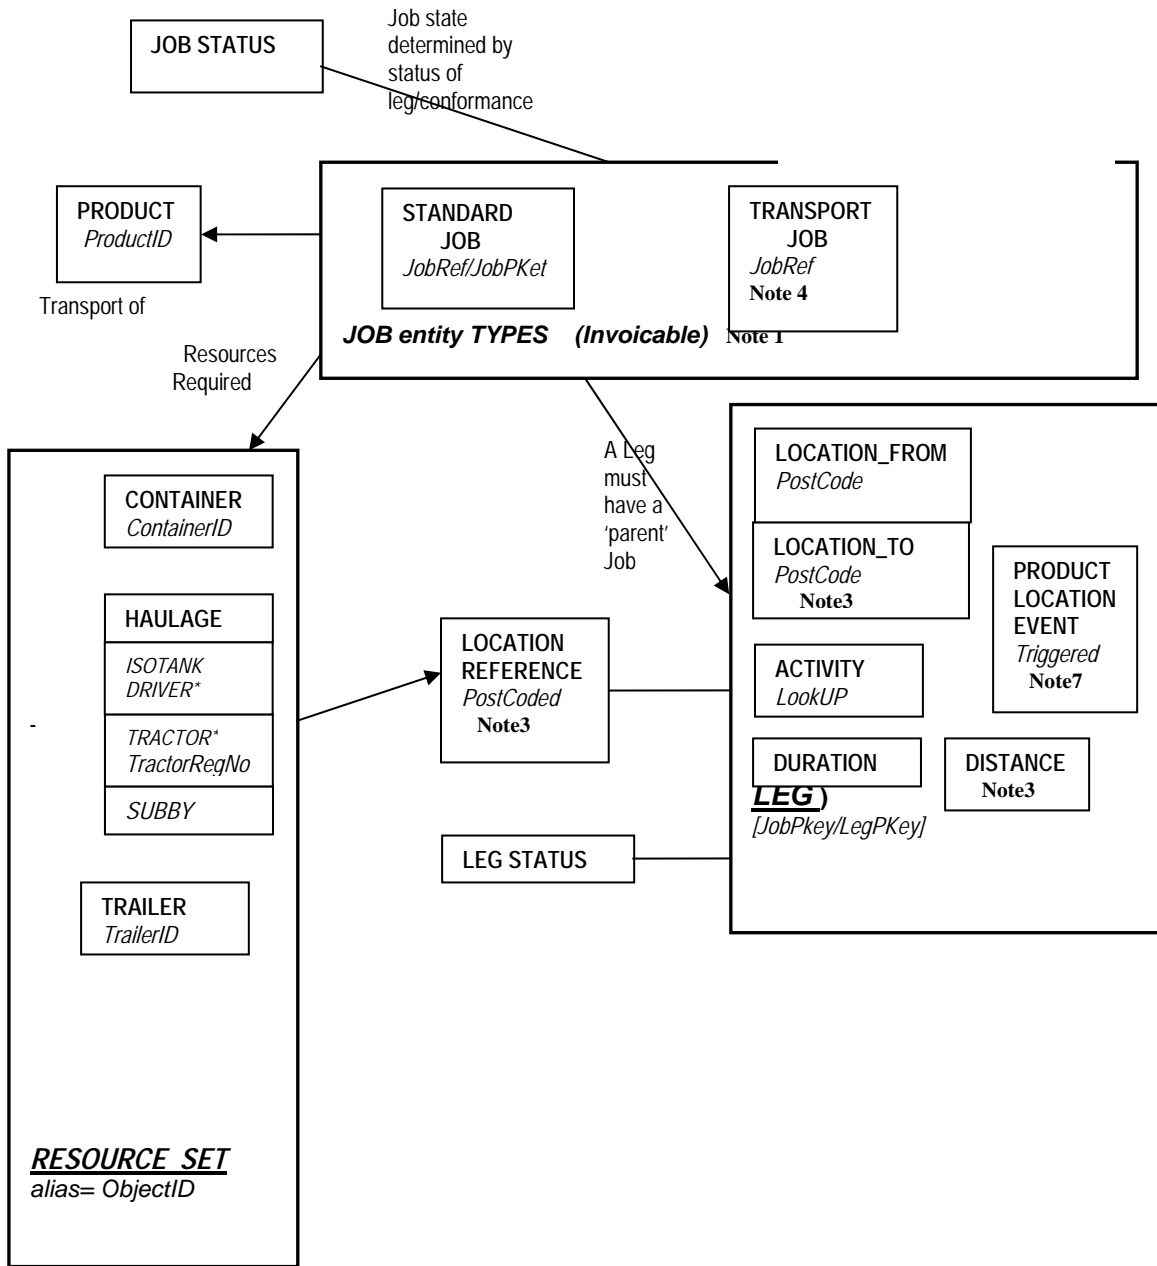 JOB STATUS
Job state
determined by
status of
leg/conformance
PRODUCT
ProductID
Transport of
STANDARD
JOB
JobRef/JobPKet
TRANSPORT
JOB
JobRef
Note 4
JOB entity TYPES (Invoicable) Note 1
Resources
Required
A Leg
must
have a
‘parent’
Job
CONTAINER
ContainerID
HAULAGE
ISOTANK
DRIVER*
TRACTOR*
TractorRegNo
SUBBY
-
TRAILER
TrailerID
RESOURCE SET
alias= ObjectID
LOCATION
REFERENCE
PostCoded
Note3
LEG STATUS
LOCATION_FROM
PostCode
LOCATION_TO
PostCode
Note3
PRODUCT
LOCATION
EVENT
Triggered
Note7
ACTIVITY
LookUP
DURATION
DISTANCE
Note3
LEG )
[JobPkey/LegPKey]